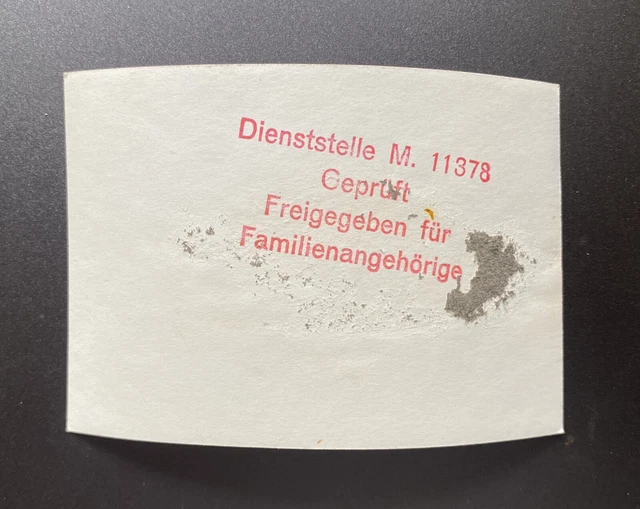 Dienststelle M. 11378
Geprüft
Freigegeben für
Familienangehörige